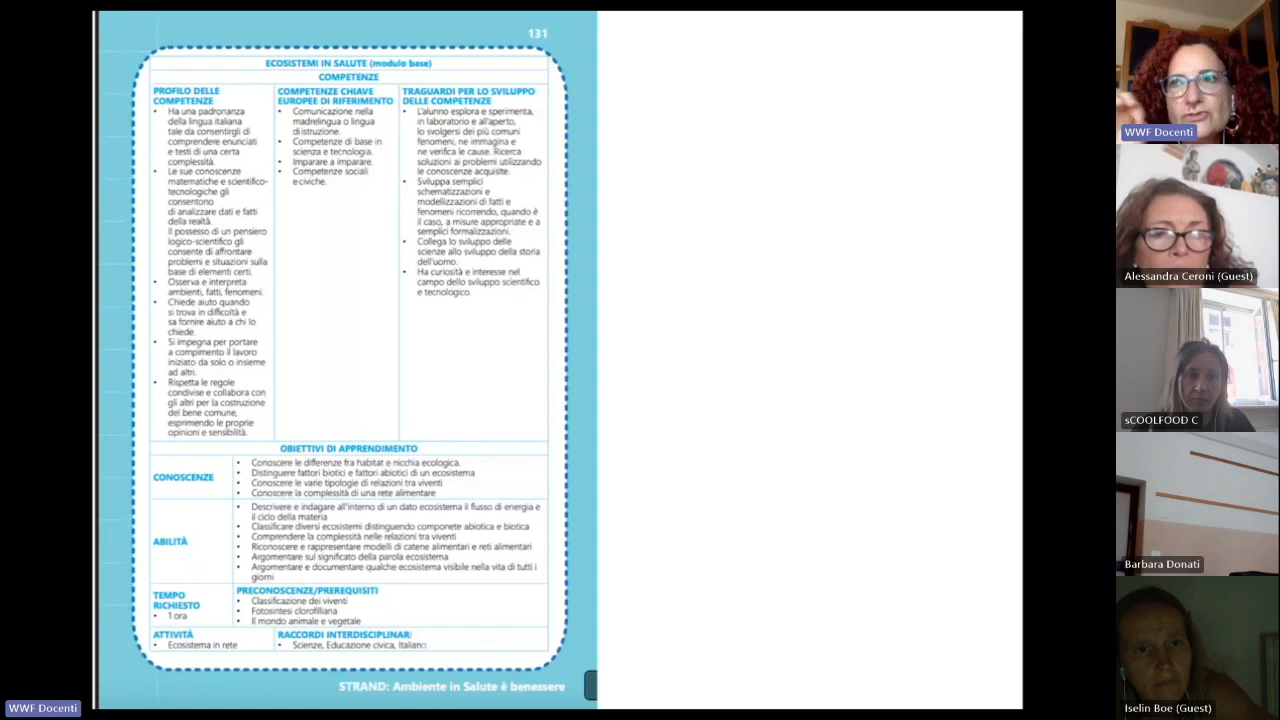 131
ECOSISTEMI IN SALUTE (modulo base)
COMPETENZE
PROFILO DELLE
COMPETENZE
• Ha una padronanza
della lingua italiana
tale da consentirgli di
comprendere enunciati
e testi di una certa
complessità.
• Le sue conoscenze
matematiche e scientifico-
tecnologiche gli
consentono
di analizzare dati e fatti
della realtà.
Il possesso di un pensiero
logico-scientifico gli
consente di affrontare
problemi e situazioni sulla
base di elementi certi.
• Osserva e interpreta
ambienti, fatti, fenomeni.
• Chiede aiuto quando
si trova in difficoltà e
sa fornire aiuto a chi lo
chiede.
• Si impegna per portare
a compimento il lavoro
iniziato da solo o insieme
ad altri.
• Rispetta le regole
condivise e collabora con
gli altri per la costruzione
del bene comune,
esprimendo le proprie
opinioni e sensibilità.
COMPETENZE CHIAVE
EUROPEE DI RIFERIMENTO
• Comunicazione nella
madrelingua o lingua
di istruzione.
• Competenze di base in
scienza e tecnologia.
• Imparare a imparare.
• Competenze sociali
e civiche.
TRAGUARDI PER LO SVILUPPO
DELLE COMPETENZE
• L'alunno esplora e sperimenta,
in laboratorio e all'aperto,
lo svolgersi dei più comuni
fenomeni, ne immagina e
ne verifica le cause. Ricerca
soluzioni ai problemi utilizzando
le conoscenze acquisite.
• Sviluppa semplici
schematizzazioni e
modellizzazioni di fatti e
fenomeni ricorrendo, quando è
il caso, a misure appropriate e a
semplici formalizzazioni.
• Collega lo sviluppo delle
scienze allo sviluppo della storia
dell'uomo.
• Ha curiosità e interesse nel
campo dello sviluppo scientifico
e tecnologico.
OBIETTIVI DI APPRENDIMENTO
CONOSCENZE
• Conoscere le differenze fra habitat e nicchia ecologica.
• Distinguere fattori biotici e fattori abiotici di un ecosistema
• Conoscere le varie tipologie di relazioni tra viventi
• Conoscere la complessità di una rete alimentare
ABILITÀ
• Descrivere e indagare all'interno di un dato ecosistema il flusso di energia e
il ciclo della materia
• Classificare diversi ecosistemi distinguendo componete abiotica e biotica
• Comprendere la complessità nelle relazioni tra viventi
• Riconoscere e rappresentare modelli di catene alimentari e reti alimentari
• Argomentare sul significato della parola ecosistema
• Argomentare e documentare qualche ecosistema visibile nella vita di tutti i
giorni
TEMPO
RICHIESTO
• 1 ora
PRECONOSCENZE/PREREQUISITI
• Classificazione dei viventi
• Fotosintesi clorofilliana
• Il mondo animale e vegetale
ATTIVITÀ
• Ecosistema in rete
RACCORDI INTERDISCIPLINARI
• Scienze, Educazione civica, Italiano
STRAND: Ambiente in Salute è benessere
WWF Docenti
WWF Docenti
Alessandra Ceroni (Guest)
sCOOLFOOD C
Barbara Donati
Iselin Boe (Guest)